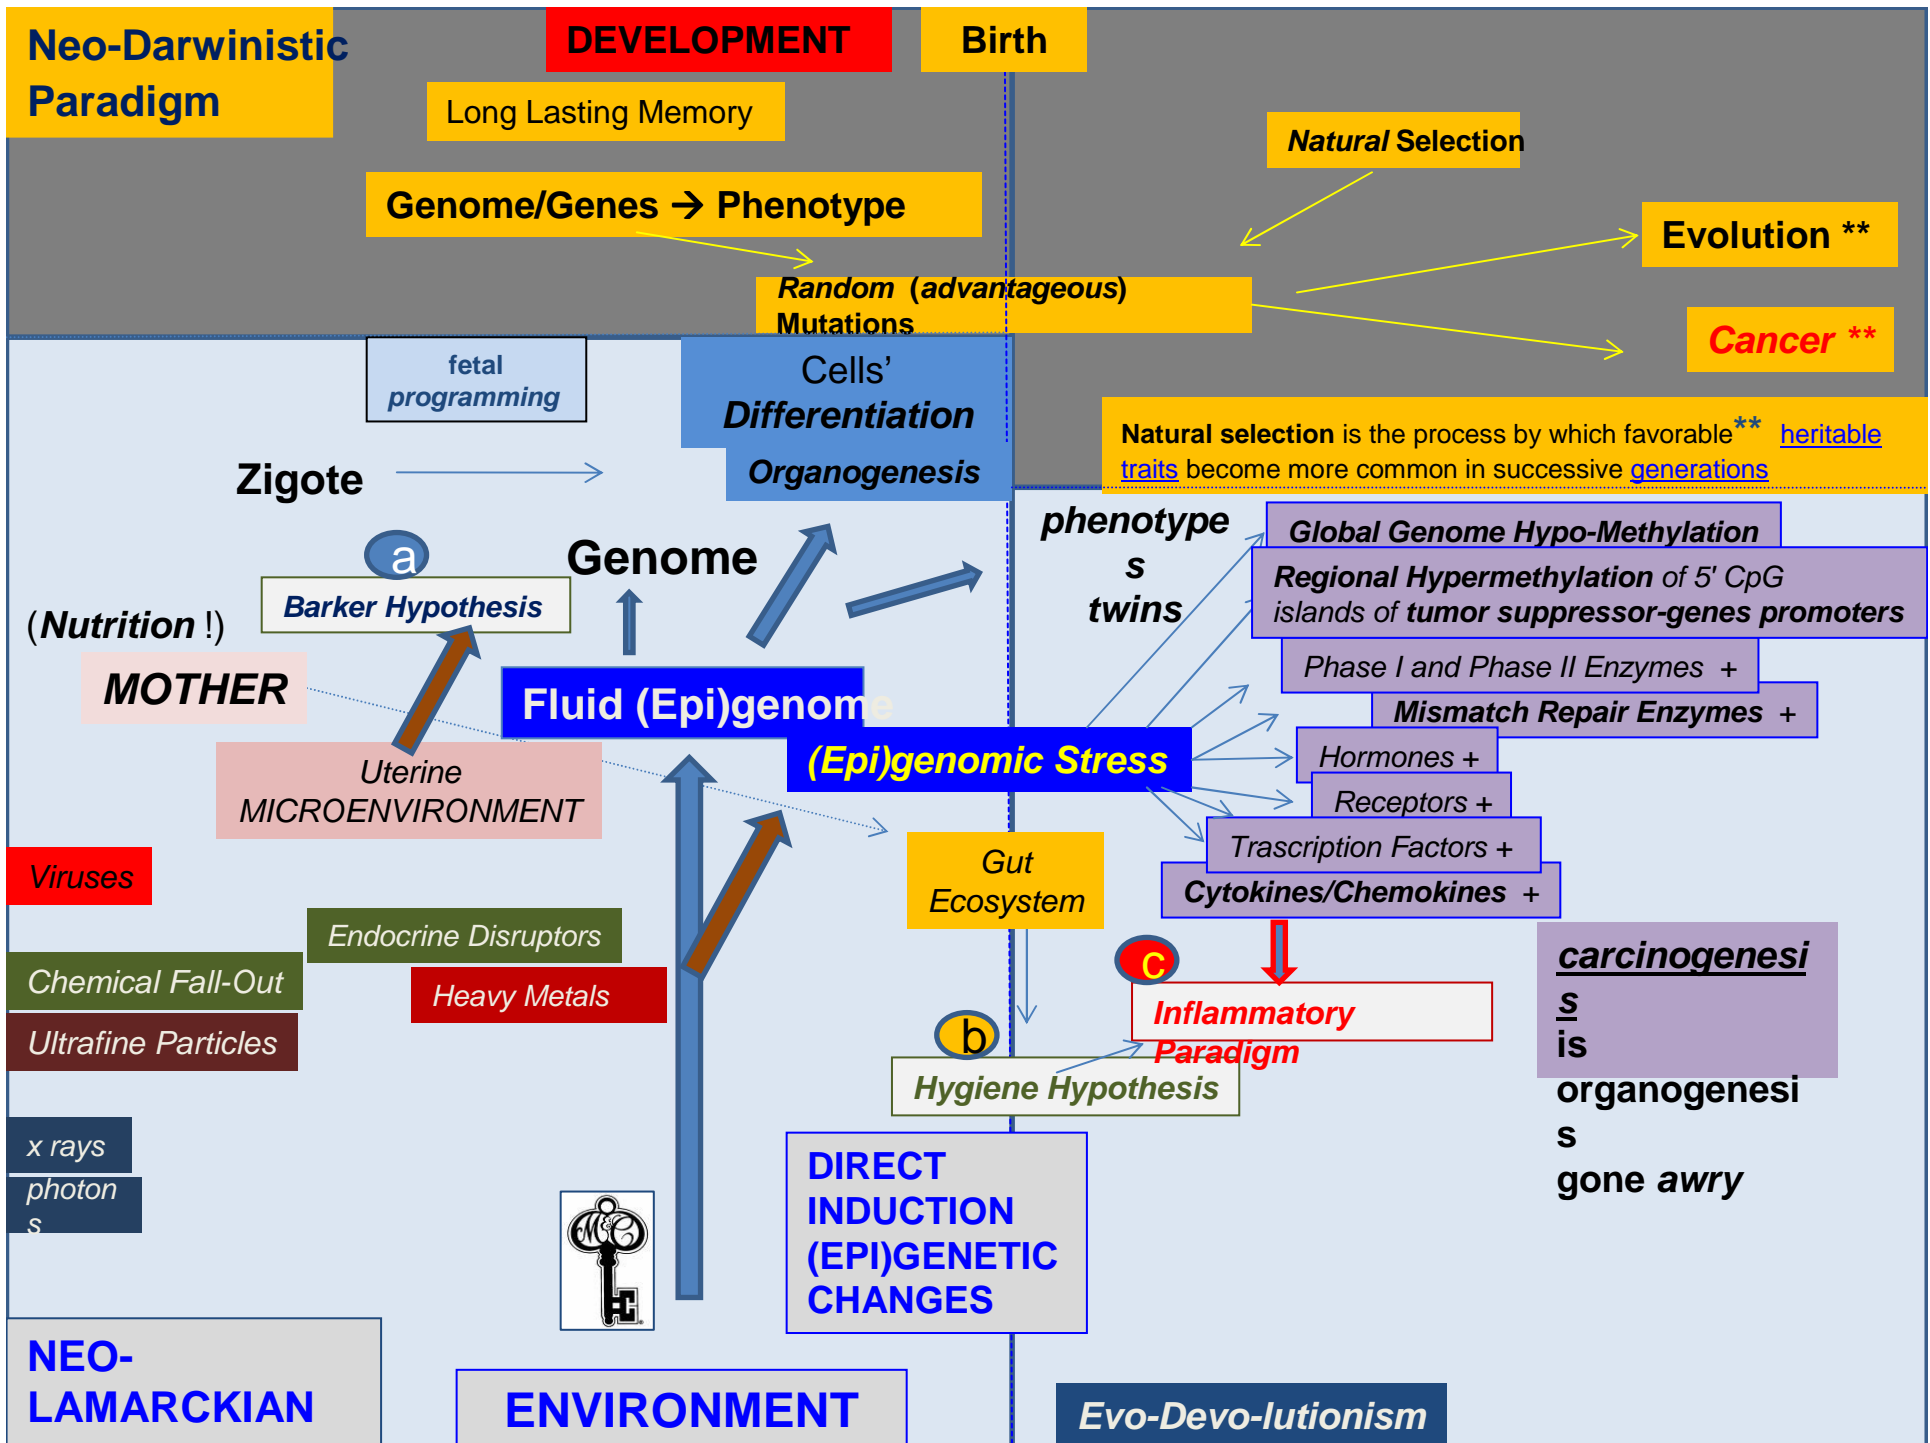 Neo-Darwinistic
Paradigm
DEVELOPMENT
Birth
Long Lasting Memory
Natural Selection
Genome/Genes → Phenotype
Evolution **
Random (advantageous)
Mutations
Cancer **
fetal
programming
Cells’
Differentiation
Organogenesis
Natural selection is the process by which favorable** heritable
traits become more common in successive generations
Zigote
phenotype
s
twins
Global Genome Hypo-Methylation
Regional Hypermethylation of 5' CpG
islands of tumor suppressor-genes promoters
a
Genome
Barker Hypothesis
(Nutrition !)
MOTHER
Phase I and Phase II Enzymes +
Mismatch Repair Enzymes +
Fluid (Epi)genome
(Epi)genomic Stress
Hormones +
Uterine
MICROENVIRONMENT
Receptors +
Trascription Factors +
Cytokines/Chemokines +
Viruses
Gut
Ecosystem
Endocrine Disruptors
Chemical Fall-Out
Heavy Metals
Ultrafine Particles
c
Inflammatory
Paradigm
b
Hygiene Hypothesis
carcinogenesi
s
is
organogenesi
s
gone awry
x rays
photon
s
DIRECT
INDUCTION
(EPI)GENETIC
CHANGES
M&C
NEO-
LAMARCKIAN
ENVIRONMENT
Evo-Devo-lutionism